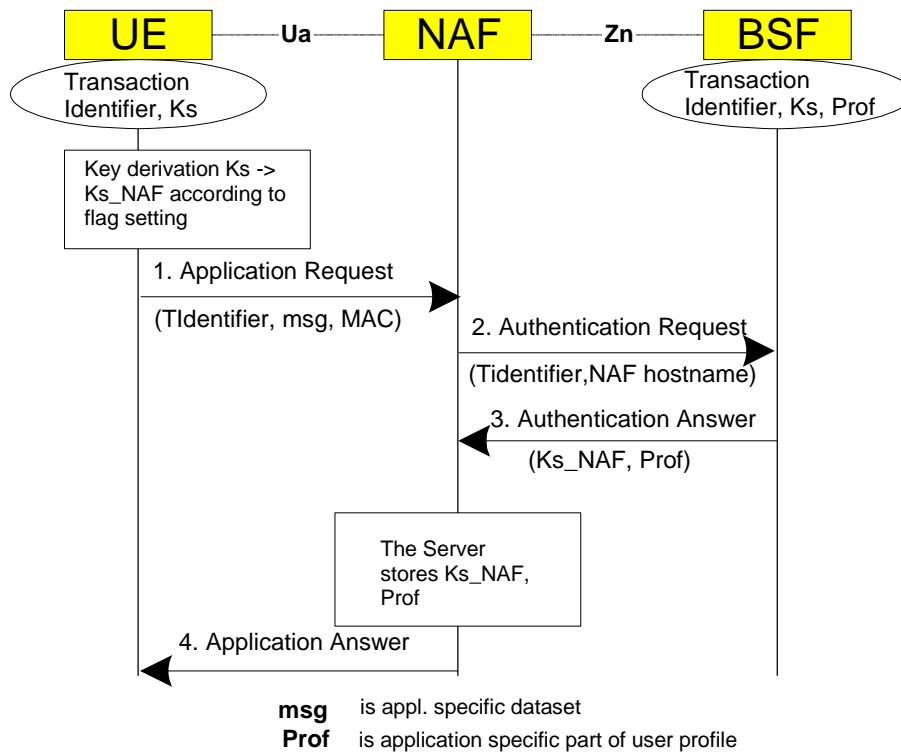 UE
Ua
NAF
Zn
BSF
Transaction
Identifier, Ks
Transaction
Identifier, Ks, Prof
Key derivation Ks ->
Ks_NAF according to
flag setting
1. Application Request
(TIdentifier, msg, MAC)
2. Authentication Request
(Tidentifier,NAF hostname)
3. Authentication Answer
(Ks_NAF, Prof)
The Server
stores Ks_NAF,
Prof
4. Application Answer
msg is appl. specific dataset
Prof is application specific part of user profile